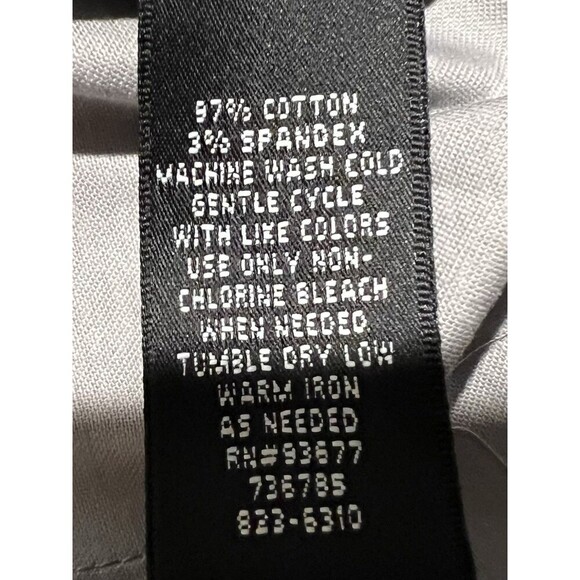 97% COTTON
3% SPANDEX
MACHINE WASH COLD
GENTLE CYCLE
WITH LIKE COLORS
USE ONLY NON-
CHLORINE BLEACH
WHEN NEEDED
TUMBLE DRY LOW
WARM IRON
AS NEEDED
RN#93677
736785
823-6310